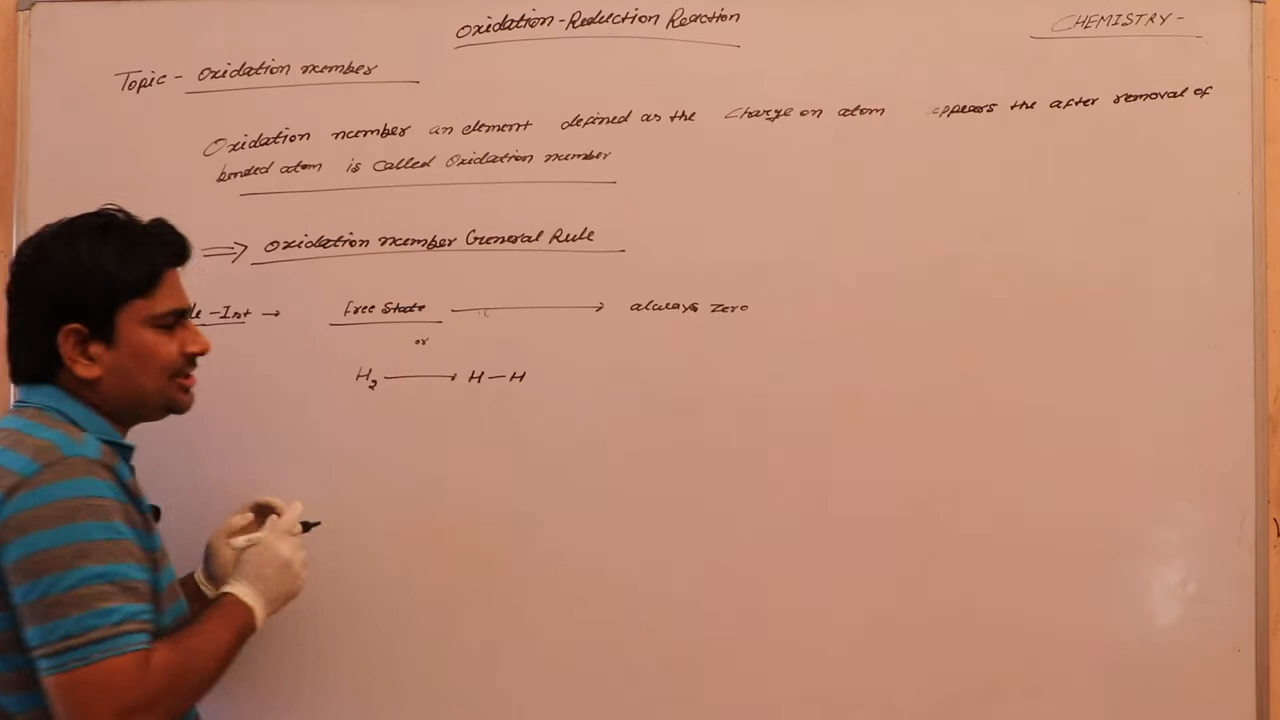 Oxidation-Reduction Reaction
CHEMISTRY-
Topic - Oxidation number
Oxidation number an element defined as the Charge on atom appears the after removal of
bonded atom is called Oxidation number
⇒ Oxidation number General Rule
-Ist → Free State → always zero
or
H₂ → H-H